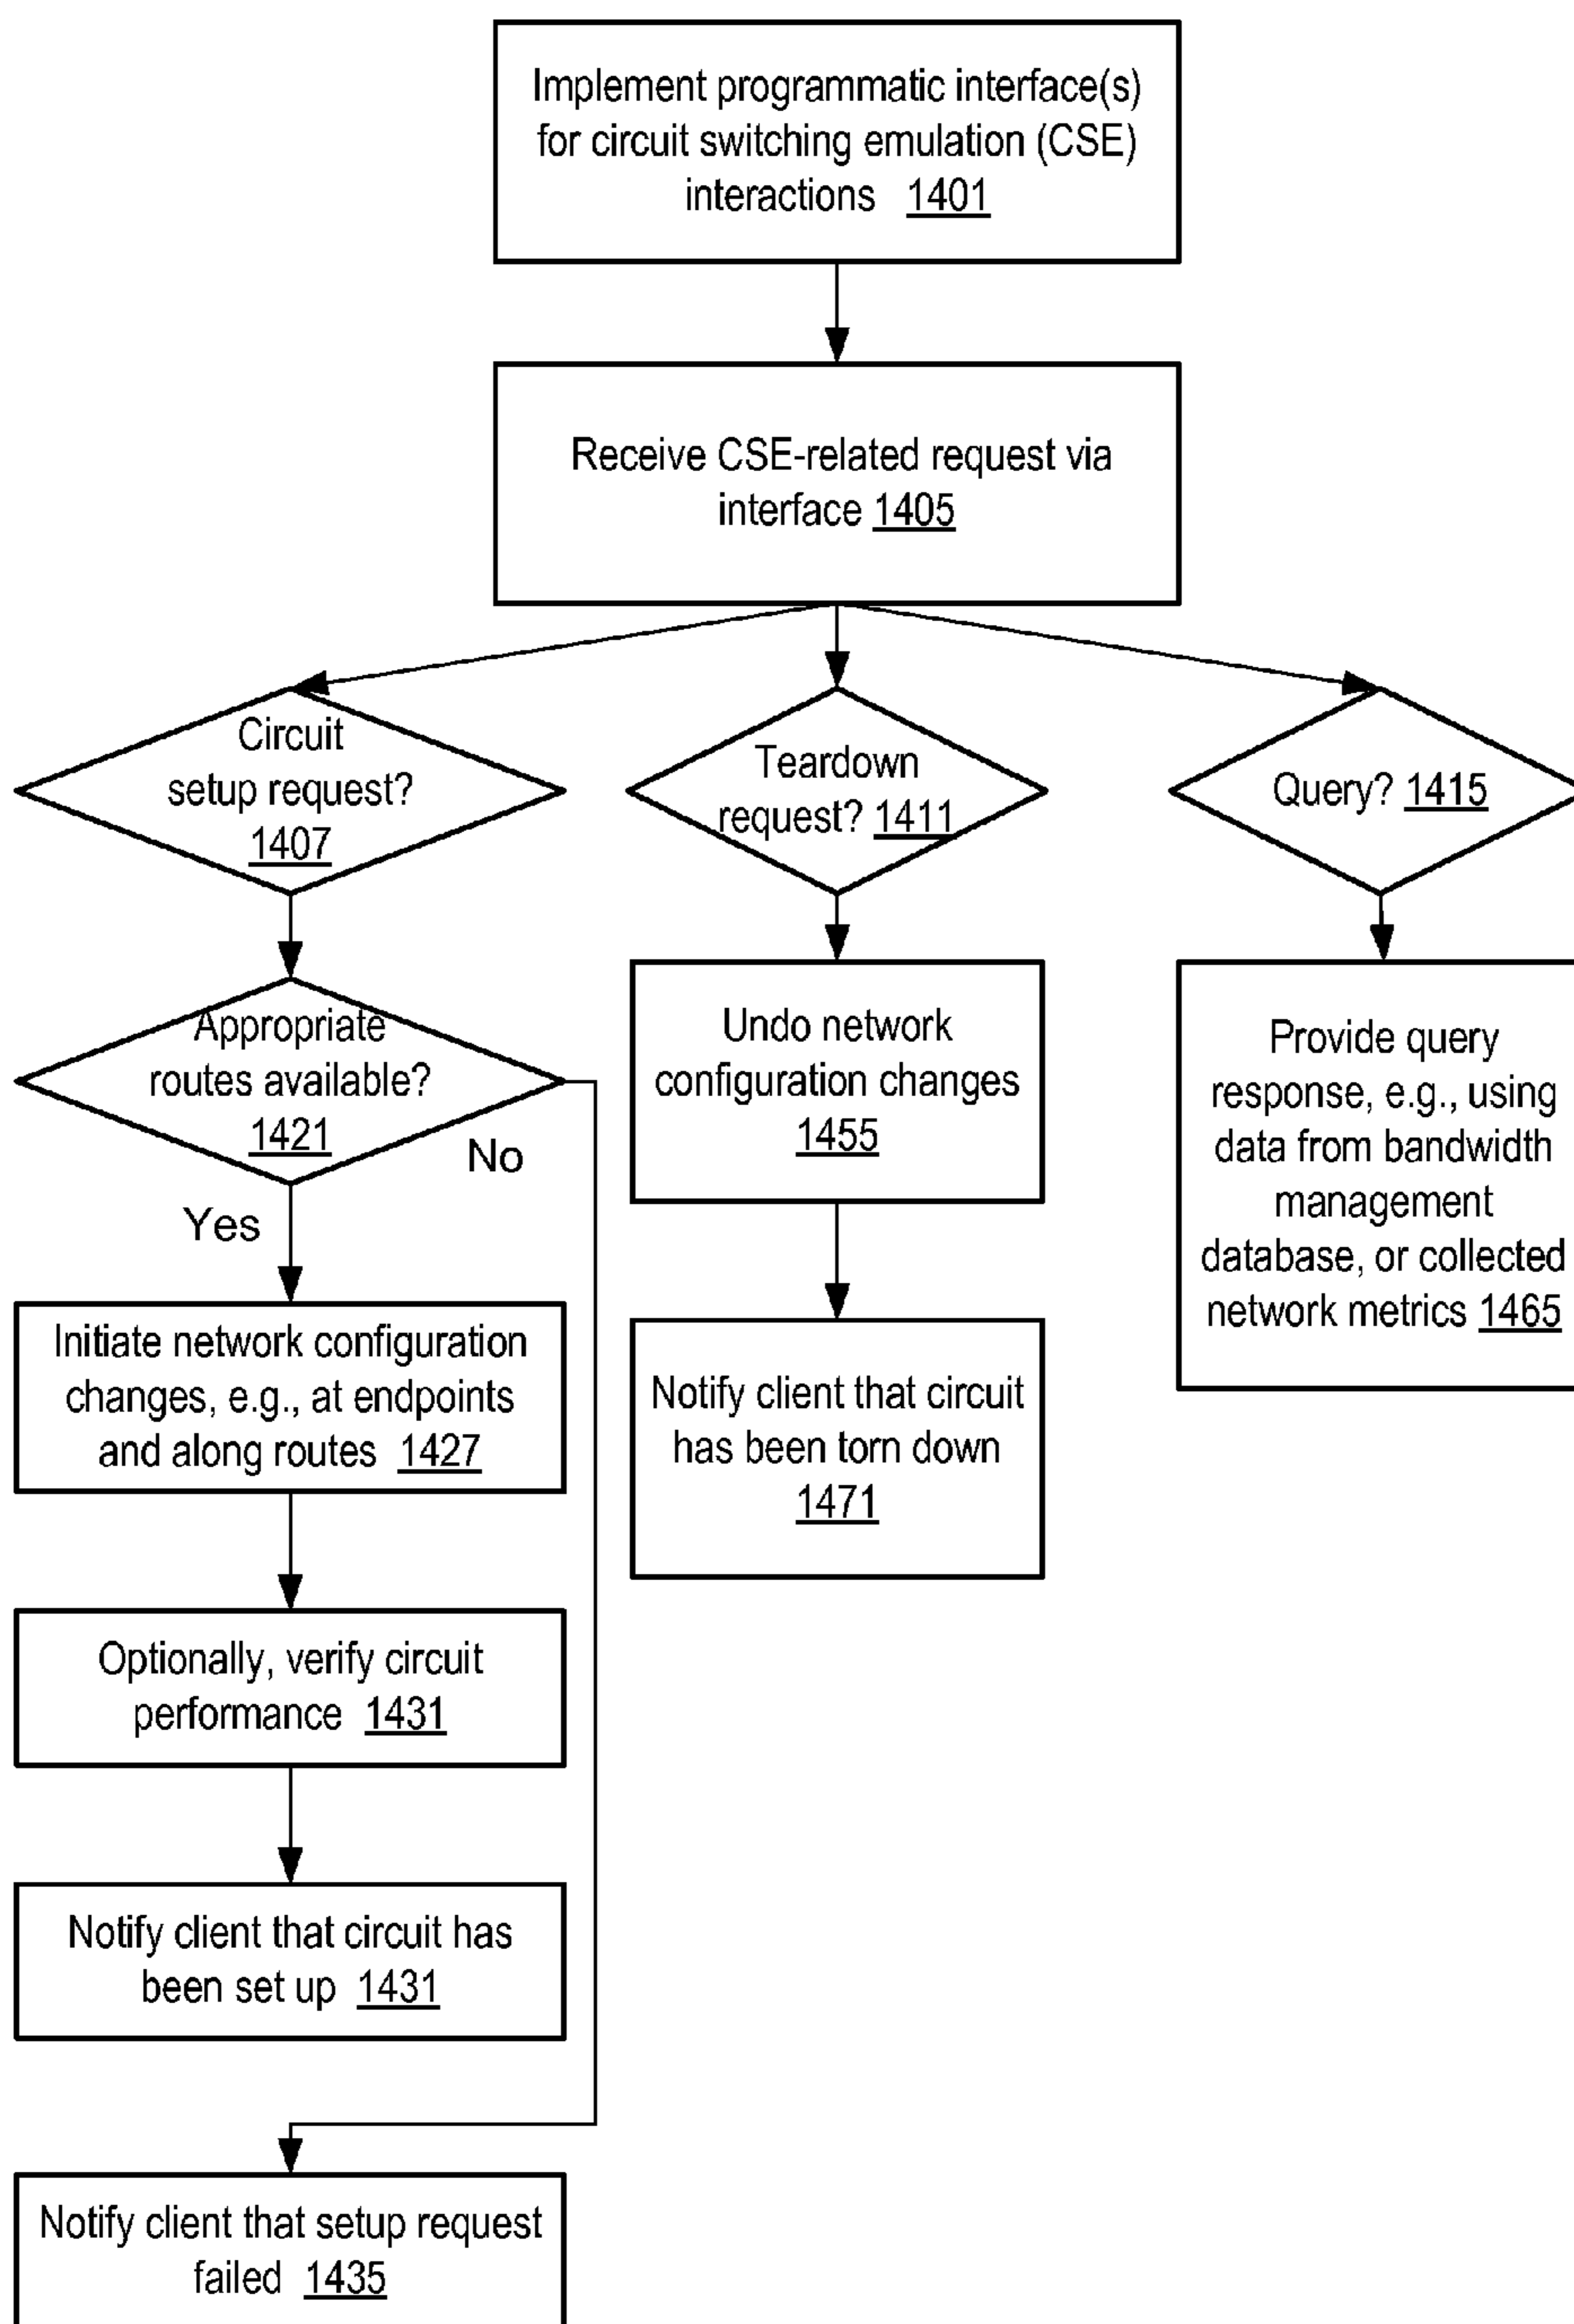 Implement programmatic interface(s)
for circuit switching emulation (CSE)
interactions 1401
Receive CSE-related request via
interface 1405
Circuit
setup request?
1407
Teardown
request? 1411
Query? 1415
Appropriate
routes available?
1421
No
Yes
Initiate network configuration
changes, e.g., at endpoints
and along routes 1427
Optionally, verify circuit
performance 1431
Notify client that circuit has
been set up 1431
Notify client that setup request
failed 1435
Undo network
configuration changes
1455
Notify client that circuit
has been torn down
1471
Provide query
response, e.g., using
data from bandwidth
management
database, or collected
network metrics 1465